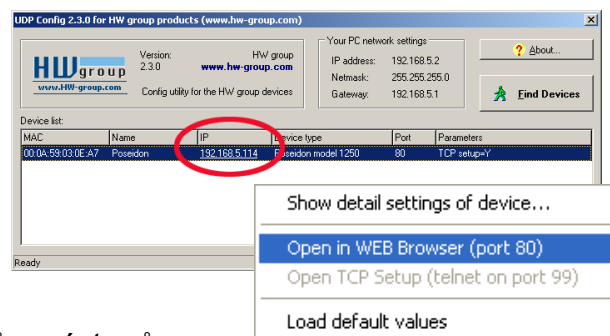 UDP Config 2.3.0 for HW group products (www.hw-group.com)
HWgroup
www.HW-group.com
Version: HW group
2.3.0 www.hw-group.com
Config utility for the HW group devices
Your PC network settings
IP address: 192.168.5.2
Netmask: 255.255.255.0
Gateway: 192.168.5.1
? About...
Find Devices
Device list:
MAC Name IP Device type Port Parameters
00:0A:59:03:0E:A7 Poseidon 192.168.5.114 Poseidon model 1250 80 TCP setup=Y
Show detail settings of device...
Open in WEB Browser (port 80)
Open TCP Setup (telnet on port 99)
Load default values
Ready